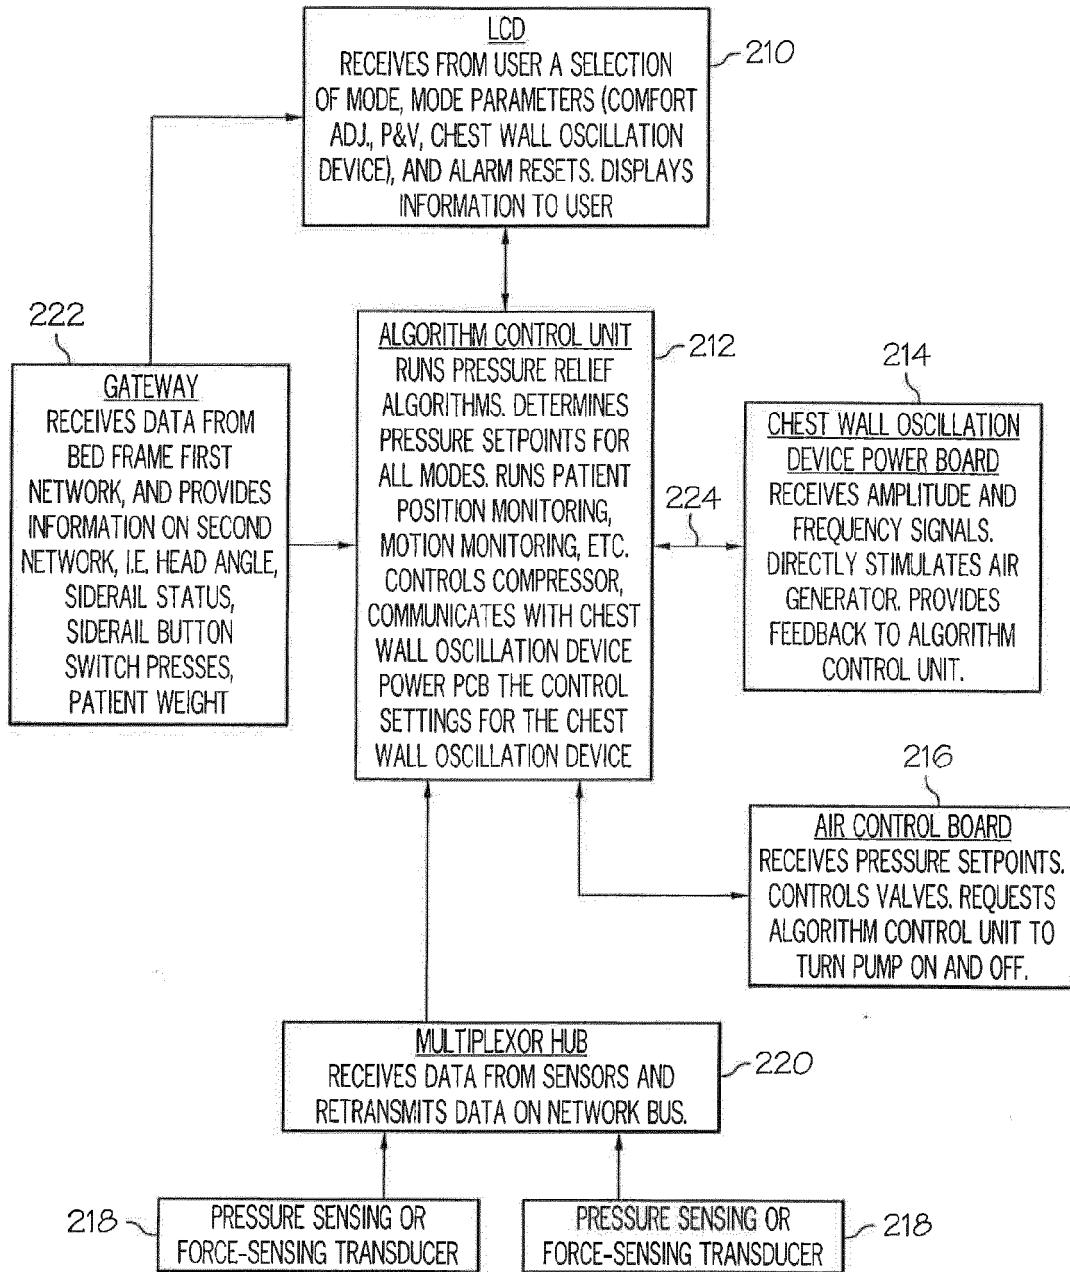 LCD
RECEIVES FROM USER A SELECTION
OF MODE, MODE PARAMETERS (COMFORT
ADJ., P&V, CHEST WALL OSCILLATION
DEVICE), AND ALARM RESETS. DISPLAYS
INFORMATION TO USER
210
222
GATEWAY
RECEIVES DATA FROM
BED FRAME FIRST
NETWORK, AND PROVIDES
INFORMATION ON SECOND
NETWORK, I.E. HEAD ANGLE,
SIDERAIL STATUS,
SIDERAIL BUTTON
SWITCH PRESSES,
PATIENT WEIGHT
ALGORITHM CONTROL UNIT
RUNS PRESSURE RELIEF
ALGORITHMS. DETERMINES
PRESSURE SETPOINTS FOR
ALL MODES. RUNS PATIENT
POSITION MONITORING,
MOTION MONITORING, ETC.
CONTROLS COMPRESSOR,
COMMUNICATES WITH CHEST
WALL OSCILLATION DEVICE
POWER PCB THE CONTROL
SETTINGS FOR THE CHEST
WALL OSCILLATION DEVICE
212
214
CHEST WALL OSCILLATION
DEVICE POWER BOARD
RECEIVES AMPLITUDE AND
FREQUENCY SIGNALS.
DIRECTLY STIMULATES AIR
GENERATOR. PROVIDES
FEEDBACK TO ALGORITHM
CONTROL UNIT.
224
216
AIR CONTROL BOARD
RECEIVES PRESSURE SETPOINTS.
CONTROLS VALVES. REQUESTS
ALGORITHM CONTROL UNIT TO
TURN PUMP ON AND OFF.
MULTIPLEXOR HUB
RECEIVES DATA FROM SENSORS AND
RETRANSMITS DATA ON NETWORK BUS.
220
218
PRESSURE SENSING OR
FORCE-SENSING TRANSDUCER
PRESSURE SENSING OR
FORCE-SENSING TRANSDUCER
218